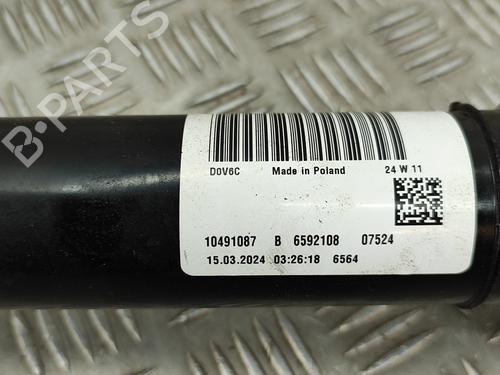 B-PARTS
D0V6C Made in Poland 24 W 11
10491087 B 6592108 07524
15.03.2024 03:26:18 6564